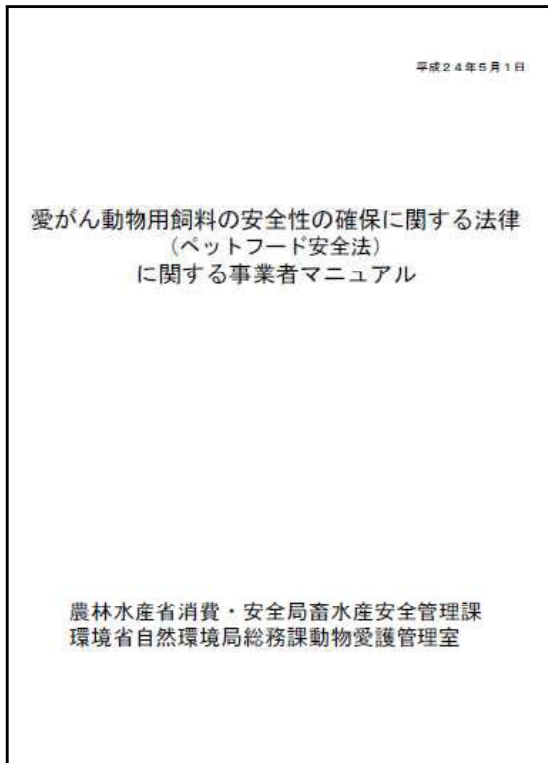 平成24年5月1日
愛がん動物用飼料の安全性の確保に関する法律
(ペットフード安全法)
に関する事業者マニュアル
農林水産省消費・安全局畜水産安全管理課
環境省自然環境局総務課動物愛護管理室